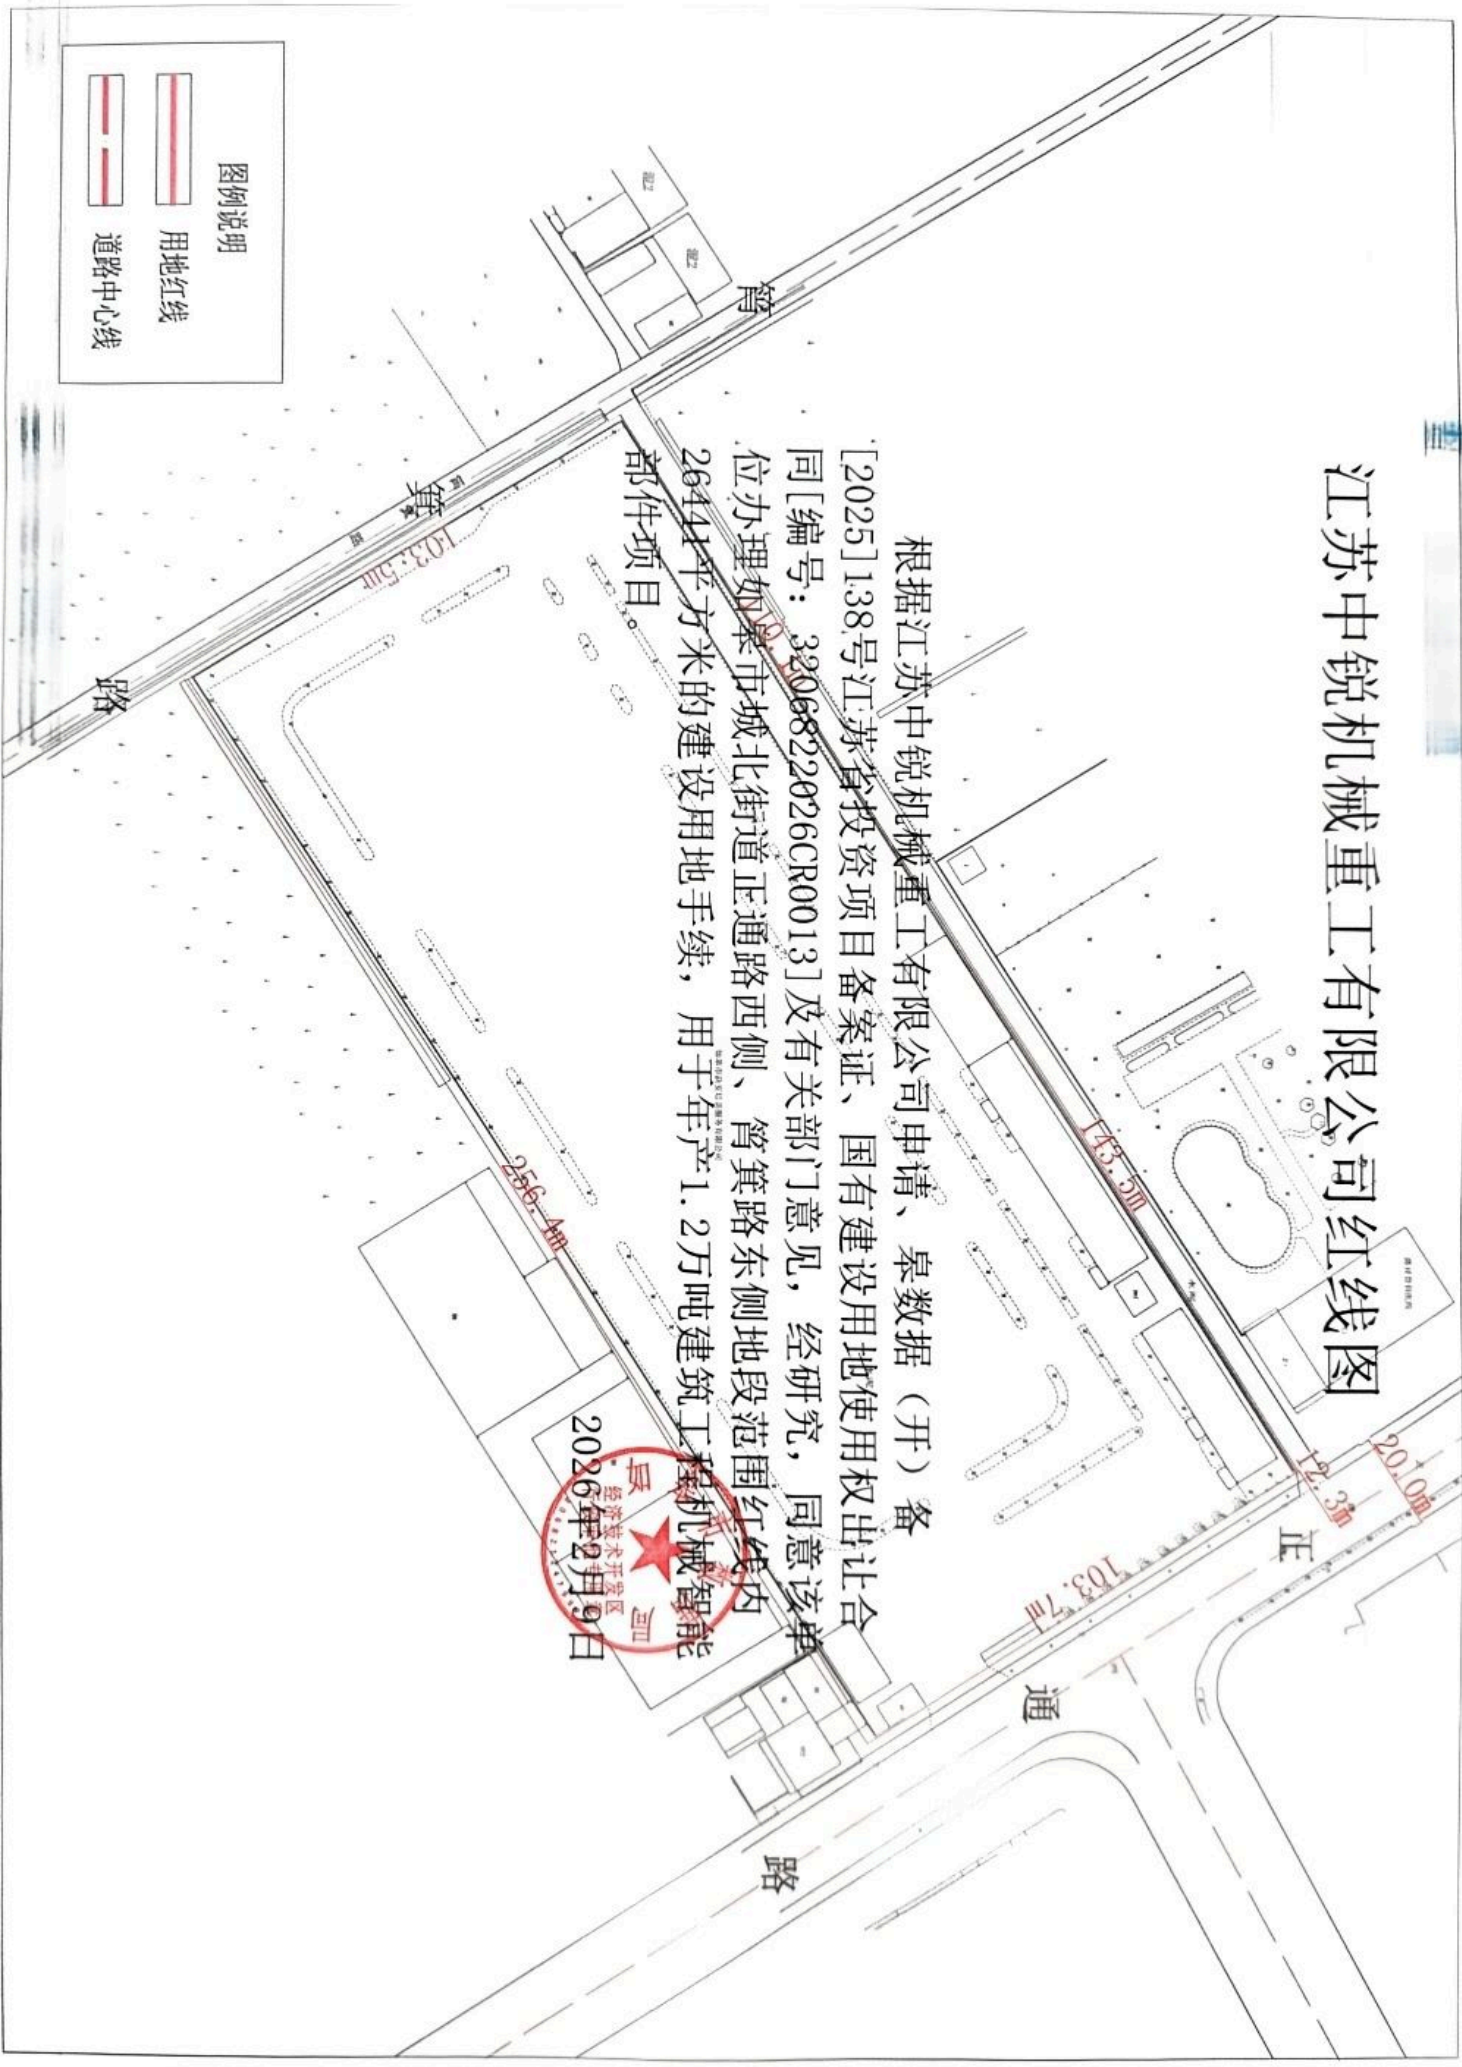 江苏中锐机械重工有限公司红线图
根据江苏中锐机械重工有限公司申请、皋数据（开）备
[2025]138号江苏省投资项目备案证、国有建设用地使用权出让合
同[编号：3206822026CR0013]及有关部门意见，经研究，同意该单
位办理如皋市城北街道正通路西侧、筲箕路东侧地段范围红线内
26441平方米的建设用地手续，用于年产1.2万吨建筑工程机械智能
部件项目
2026年2月9日
经济技术开发区
20.0m
12.3m
143.5m
103.7m
256.4m
103.5m
正
通
路
筲
箕
路
图例说明
用地红线
道路中心线